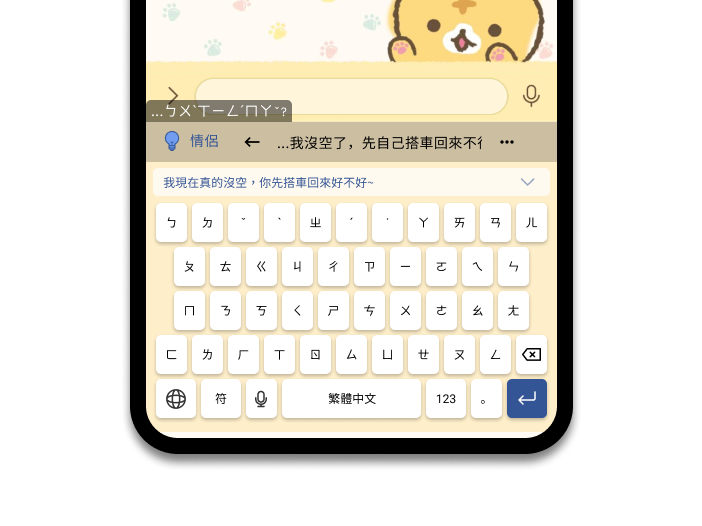 ...ㄅㄨˋㄒㄧㄥˊㄇㄚˇ?
情侶 ← ...我沒空了，先自己搭車回來不行 •••
我現在真的沒空，你先搭車回來好不好~
ㄅ ㄉ ˇ ˋ ㄓ ˊ ˙ ㄚ ㄞ ㄢ ㄦ
ㄆ ㄊ ㄍ ㄐ ㄔ ㄗ ㄧ ㄛ ㄟ ㄣ
ㄇ ㄋ ㄎ ㄑ ㄕ ㄘ ㄨ ㄜ ㄠ ㄤ
ㄈ ㄌ ㄏ ㄒ ㄖ ㄙ ㄩ ㄝ ㄡ ㄥ
符 繁體中文 123 。